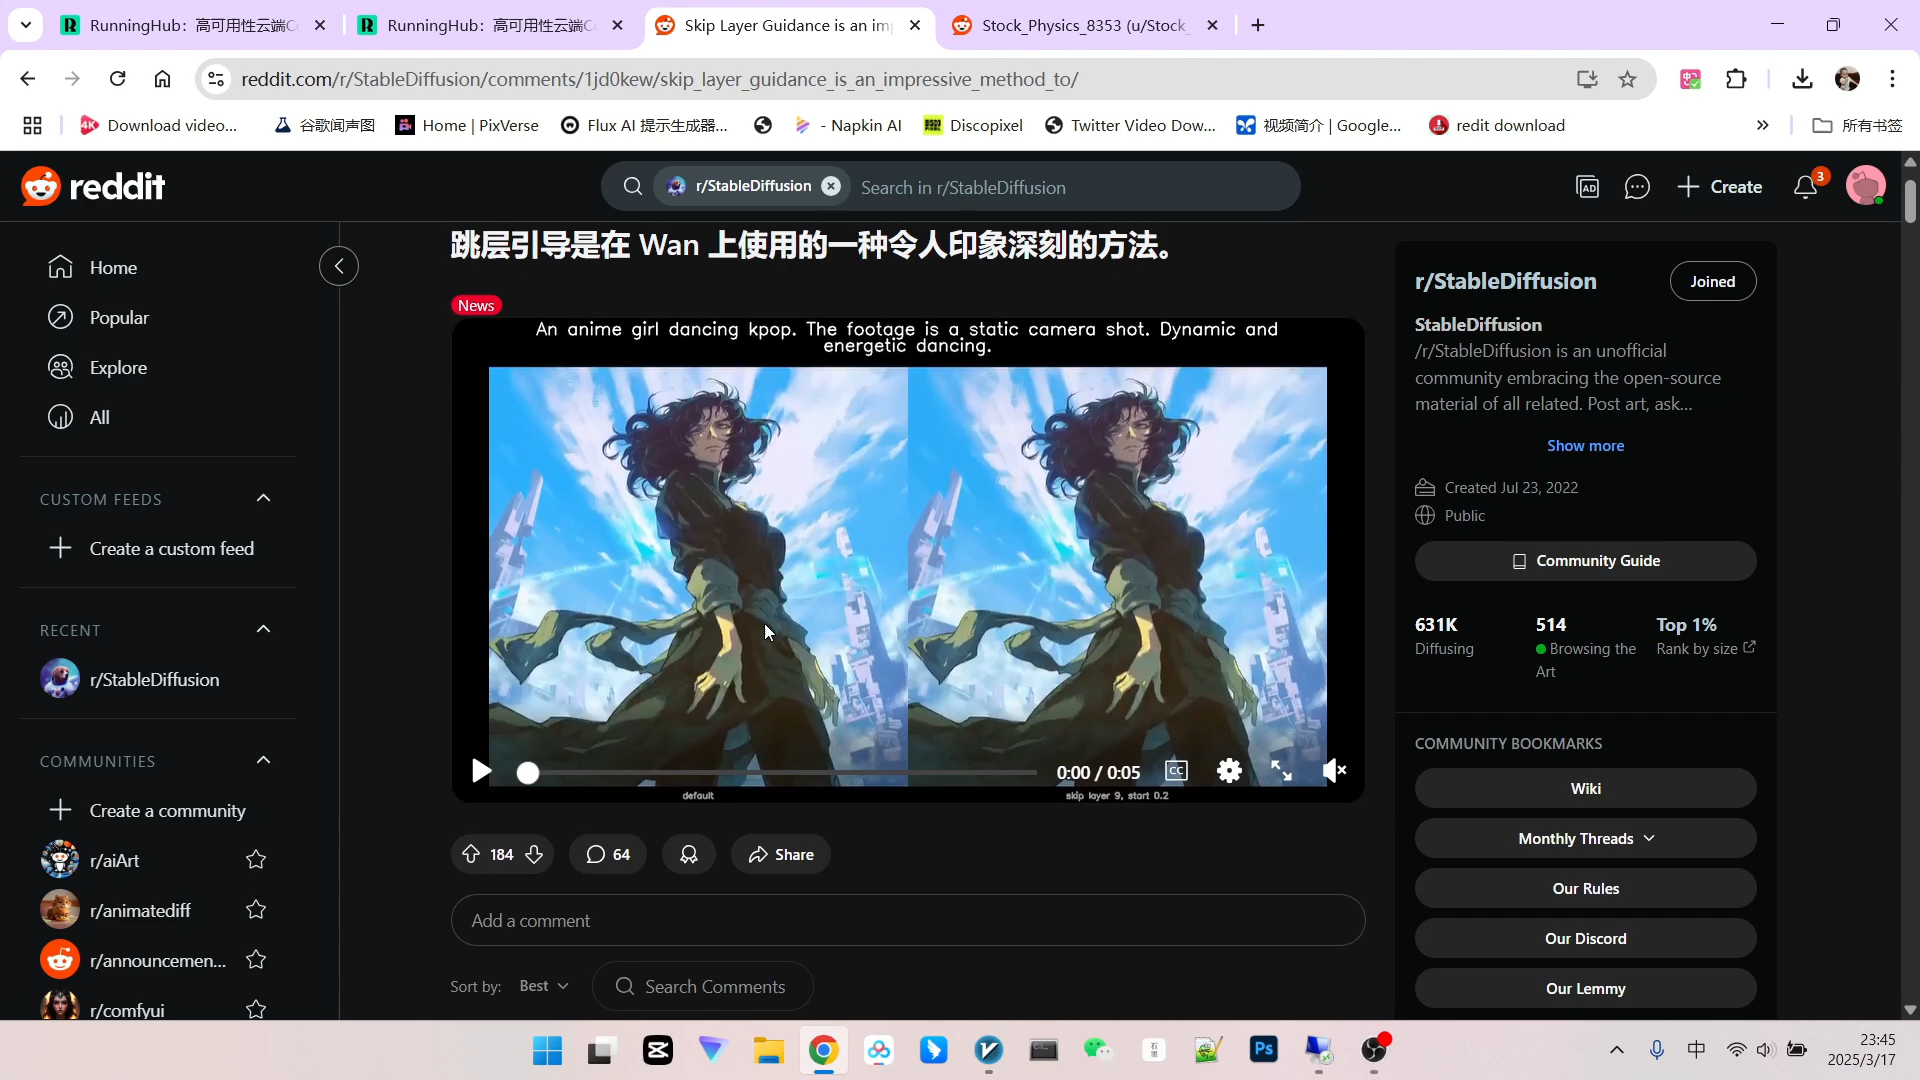 RunningHub：高可用性云端C
RunningHub：高可用性云端C
Skip Layer Guidance is an im
Stock_Physics_8353 (u/Stock_
reddit.com/r/StableDiffusion/comments/1jd0kew/skip_layer_guidance_is_an_impressive_method_to/
4K Download video...
谷歌闻声图
Home | PixVerse
Flux AI 提示生成器...
- Napkin AI
Discopixel
Twitter Video Dow...
视频简介 | Google...
redit download
所有书签
reddit
r/StableDiffusion
Search in r/StableDiffusion
AD
Create
3
Home
Popular
Explore
All
CUSTOM FEEDS
Create a custom feed
RECENT
r/StableDiffusion
COMMUNITIES
Create a community
r/aiArt
r/animatediff
r/announcemen...
r/comfyui
跳层引导是在 Wan 上使用的一种令人印象深刻的方法。
News
An anime girl dancing kpop. The footage is a static camera shot. Dynamic and
energetic dancing.
0:00 / 0:05
CC
default
skip layer 9, start 0.2
184
64
Share
Add a comment
Sort by:
Best
Search Comments
r/StableDiffusion
Joined
StableDiffusion
/r/StableDiffusion is an unofficial
community embracing the open-source
material of all related. Post art, ask...
Show more
Created Jul 23, 2022
Public
Community Guide
631K
514
Top 1%
Diffusing
Browsing the
Art
Rank by size
COMMUNITY BOOKMARKS
Wiki
Monthly Threads
Our Rules
Our Discord
Our Lemmy
Ps
中
23:45
2025/3/17